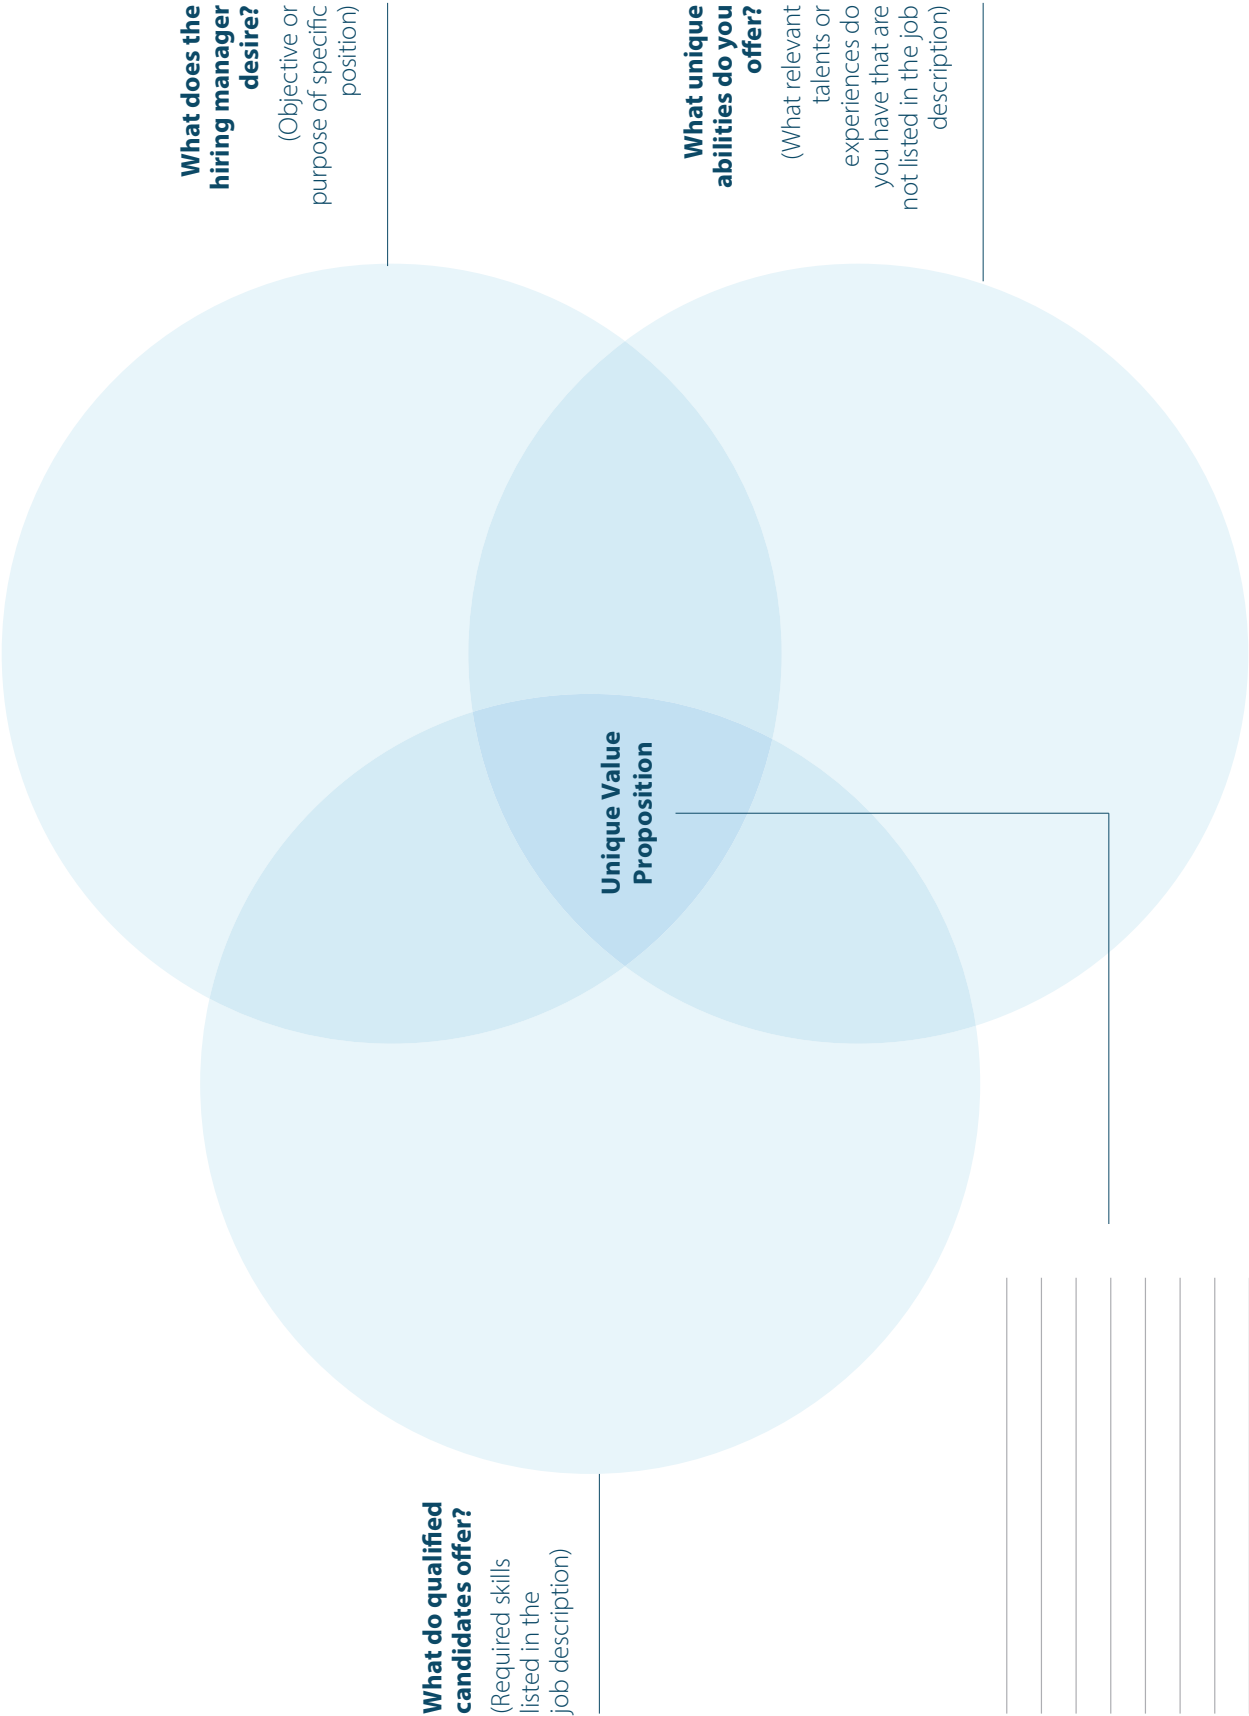 What do qualified
candidates offer?
(Required skills
listed in the
job description)
What does the
hiring manager
desire?
(Objective or
purpose of specific
position)
Unique Value
Proposition
What unique
abilities do you
offer?
(What relevant
talents or
experiences do
you have that are
not listed in the job
description)